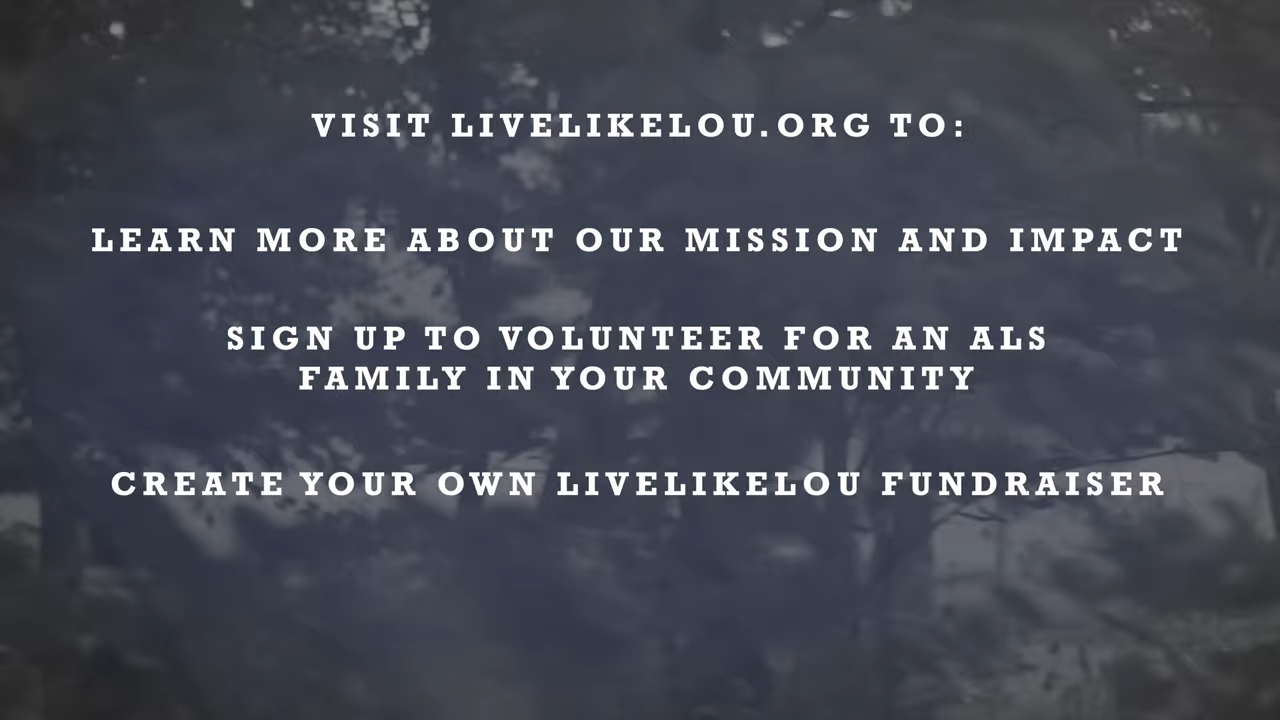 VISIT LIVELIKELOU.ORG TO:
LEARN MORE ABOUT OUR MISSION AND IMPACT
SIGN UP TO VOLUNTEER FOR AN ALS
FAMILY IN YOUR COMMUNITY
CREATE YOUR OWN LIVELIKELOU FUNDRAISER